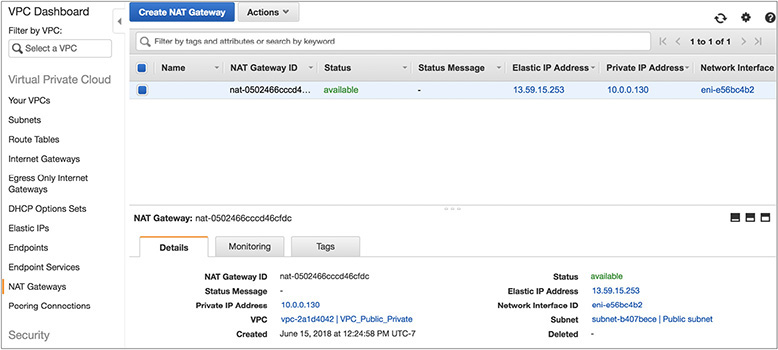 VPC Dashboard
Filter by VPC:
Select a VPC
Virtual Private Cloud
Your VPCs
Subnets
Route Tables
Internet Gateways
Egress Only Internet
Gateways
DHCP Options Sets
Elastic IPs
Endpoints
Endpoint Services
NAT Gateways
Peering Connections
Security
Create NAT Gateway Actions
Filter by tags and attributes or search by keyword 1 to 1 of 1
Name NAT Gateway ID Status Status Message Elastic IP Address Private IP Address Network Interface
nat-0502466cccd4... available - 13.59.15.253 10.0.0.130 eni-e56bc4b2
NAT Gateway: nat-0502466cccd46cfdc
Details Monitoring Tags
NAT Gateway ID nat-0502466cccd46cfdc Status available
Status Message - Elastic IP Address 13.59.15.253
Private IP Address 10.0.0.130 Network Interface ID eni-e56bc4b2
VPC vpc-2a1d4042 | VPC_Public_Private Subnet subnet-b407bece | Public subnet
Created June 15, 2018 at 12:24:58 PM UTC-7 Deleted -